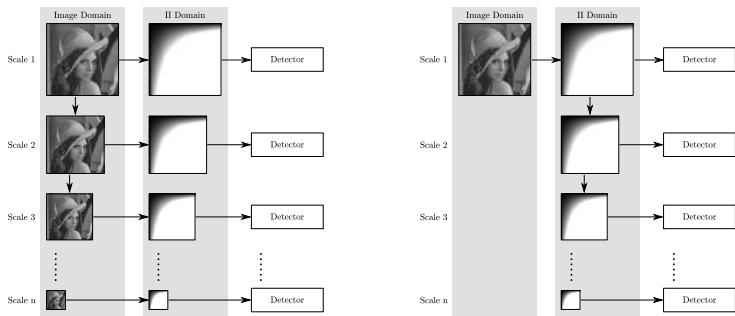 Image Domain II Domain
Scale 1 Detector
Scale 2 Detector
Scale 3 Detector
Scale n Detector
Image Domain II Domain
Scale 1 Detector
Scale 2 Detector
Scale 3 Detector
Scale n Detector